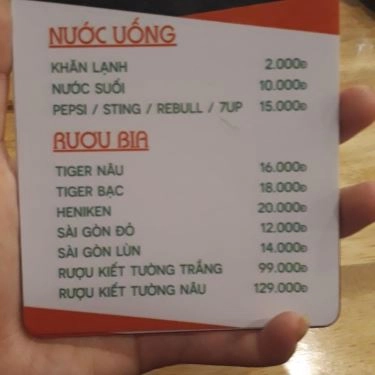 NƯỚC UỐNG
KHĂN LẠNH 2.000Đ
NƯỚC SUỐI 10.000Đ
PEPSI / STING / REBULL / 7UP 15.000Đ
RƯỢU BIA
TIGER NÂU 16.000Đ
TIGER BẠC 18.000Đ
HENIKEN 20.000Đ
SÀI GÒN ĐỎ 12.000Đ
SÀI GÒN LÙN 14.000Đ
RƯỢU KIẾT TƯỜNG TRẮNG 99.000Đ
RƯỢU KIẾT TƯỜNG NÂU 129.000Đ